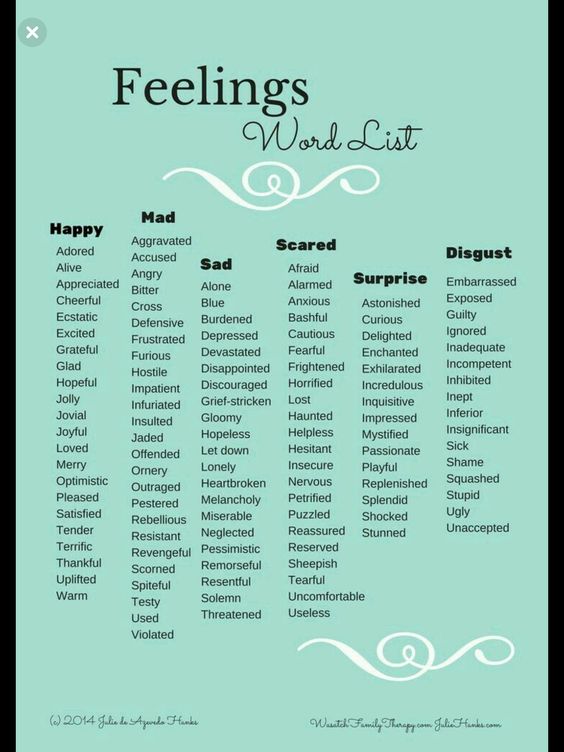 Feelings
Word List
Happy
Adored
Alive
Appreciated
Cheerful
Ecstatic
Excited
Grateful
Glad
Hopeful
Jolly
Jovial
Joyful
Loved
Merry
Optimistic
Pleased
Satisfied
Tender
Terrific
Thankful
Uplifted
Warm
Mad
Aggravated
Accused
Angry
Bitter
Cross
Defensive
Frustrated
Furious
Hostile
Impatient
Infuriated
Insulted
Jaded
Offended
Ornery
Outraged
Pestered
Rebellious
Resistant
Revengeful
Scorned
Spiteful
Testy
Used
Violated
Sad
Alone
Blue
Burdened
Depressed
Devastated
Disappointed
Discouraged
Grief-stricken
Gloomy
Hopeless
Let down
Lonely
Heartbroken
Melancholy
Miserable
Neglected
Pessimistic
Remorseful
Resentful
Solemn
Threatened
Scared
Afraid
Alarmed
Anxious
Bashful
Cautious
Fearful
Frightened
Horrified
Lost
Haunted
Helpless
Hesitant
Insecure
Nervous
Petrified
Puzzled
Reassured
Reserved
Sheepish
Tearful
Uncomfortable
Useless
Surprise
Astonished
Curious
Delighted
Enchanted
Exhilarated
Incredulous
Inquisitive
Impressed
Mystified
Passionate
Playful
Replenished
Splendid
Shocked
Stunned
Disgust
Embarrassed
Exposed
Guilty
Ignored
Inadequate
Incompetent
Inhibited
Inept
Inferior
Insignificant
Sick
Shame
Squashed
Stupid
Ugly
Unaccepted
(c) 2014 Julie de Azevedo Hanks
WasatchFamilyTherapy.com JulieHanks.com